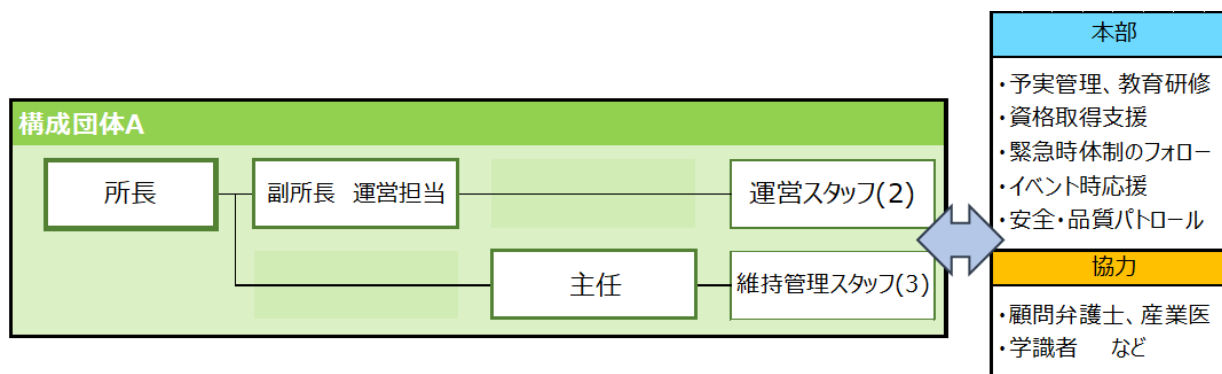 構成団体A
所長
副所長 運営担当
運営スタッフ(2)
主任
維持管理スタッフ(3)
本部
・予実管理、教育研修
・資格取得支援
・緊急時体制のフォロー
・イベント時応援
・安全・品質パトロール
協力
・顧問弁護士、産業医
・学識者 など